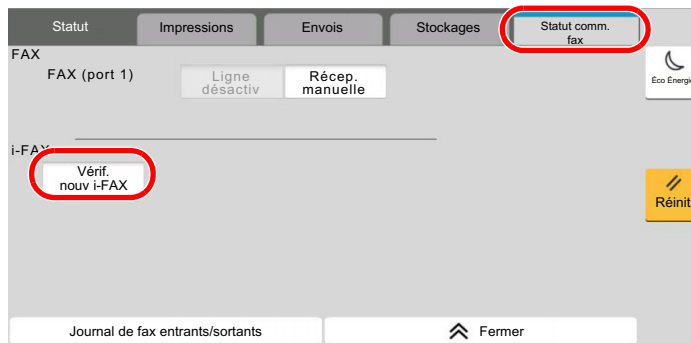 Statut
Impressions
Envois
Stockages
Statut comm.
fax
FAX
FAX (port 1)
Ligne
désactiv
Récep.
manuelle
Éco Énergie
i-FAX
Vérif.
nouv i-FAX
Réinit
Journal de fax entrants/sortants
Fermer